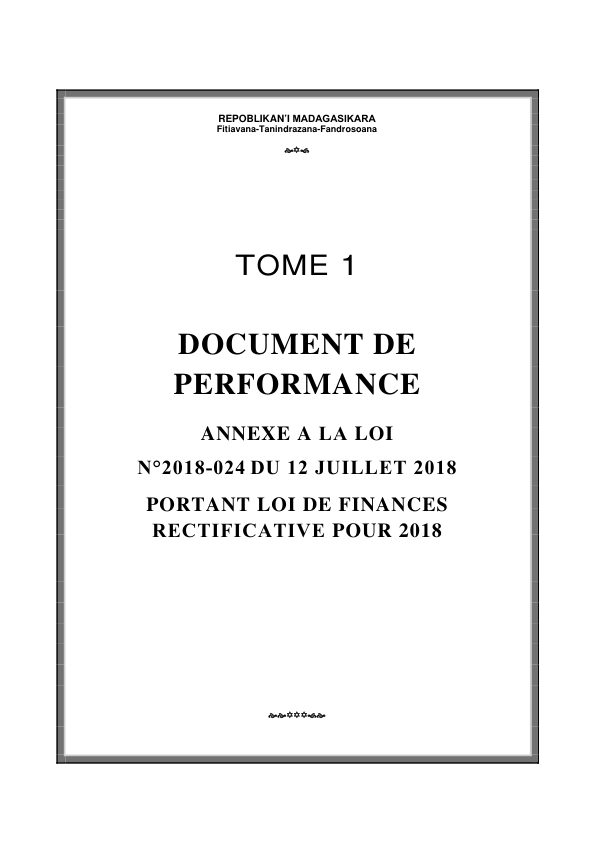 REPOBLIKAN'I MADAGASIKARA
Fitiavana-Tanindrazana-Fandrosoana
TOME 1
DOCUMENT DE
PERFORMANCE
ANNEXE A LA LOI
N°2018-024 DU 12 JUILLET 2018
PORTANT LOI DE FINANCES
RECTIFICATIVE POUR 2018